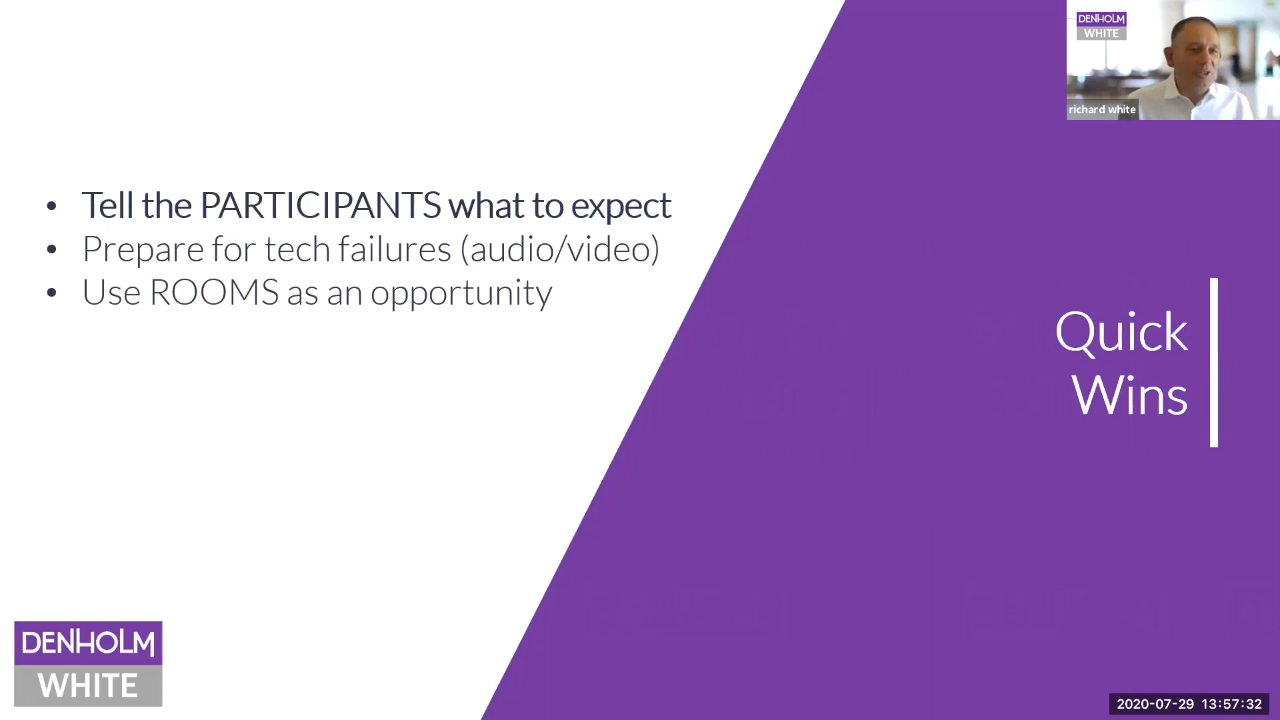 DENHOLM
WHITE
richard white
• Tell the PARTICIPANTS what to expect
• Prepare for tech failures (audio/video)
• Use ROOMS as an opportunity
Quick
Wins
DENHOLM
WHITE
2020-07-29 13:57:32